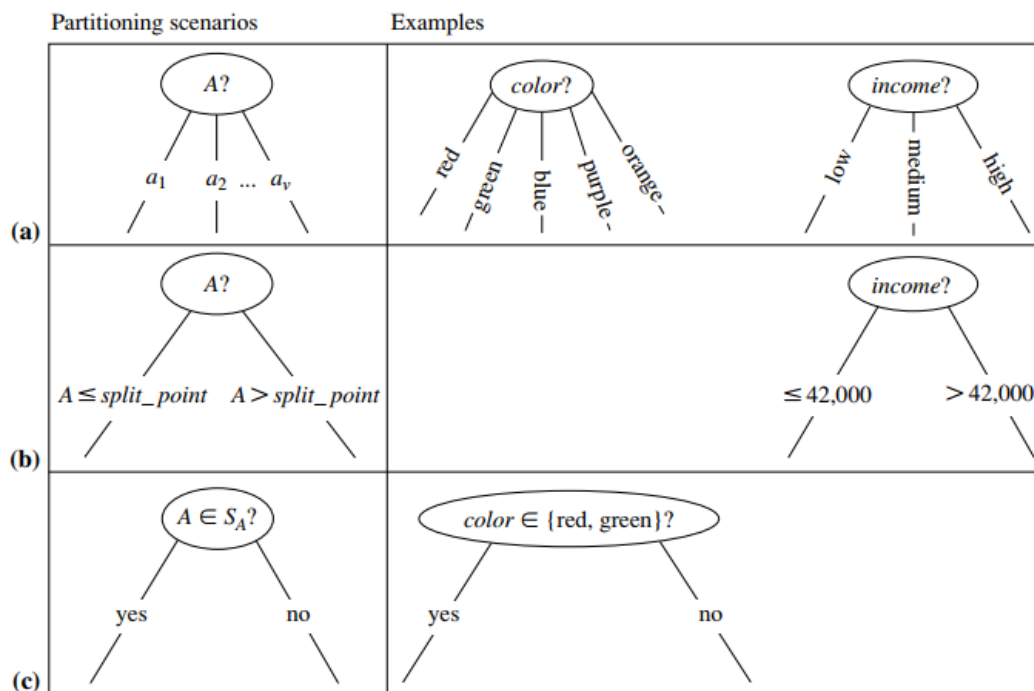 Partitioning scenarios Examples
A? color? income?
a₁ a₂ ... aᵥ red green blue purple orange low medium high
(a)
A? income?
A ≤ split_point A > split_point ≤ 42,000 > 42,000
(b)
A ∈ S_A? color ∈ {red, green}?
yes no yes no
(c)